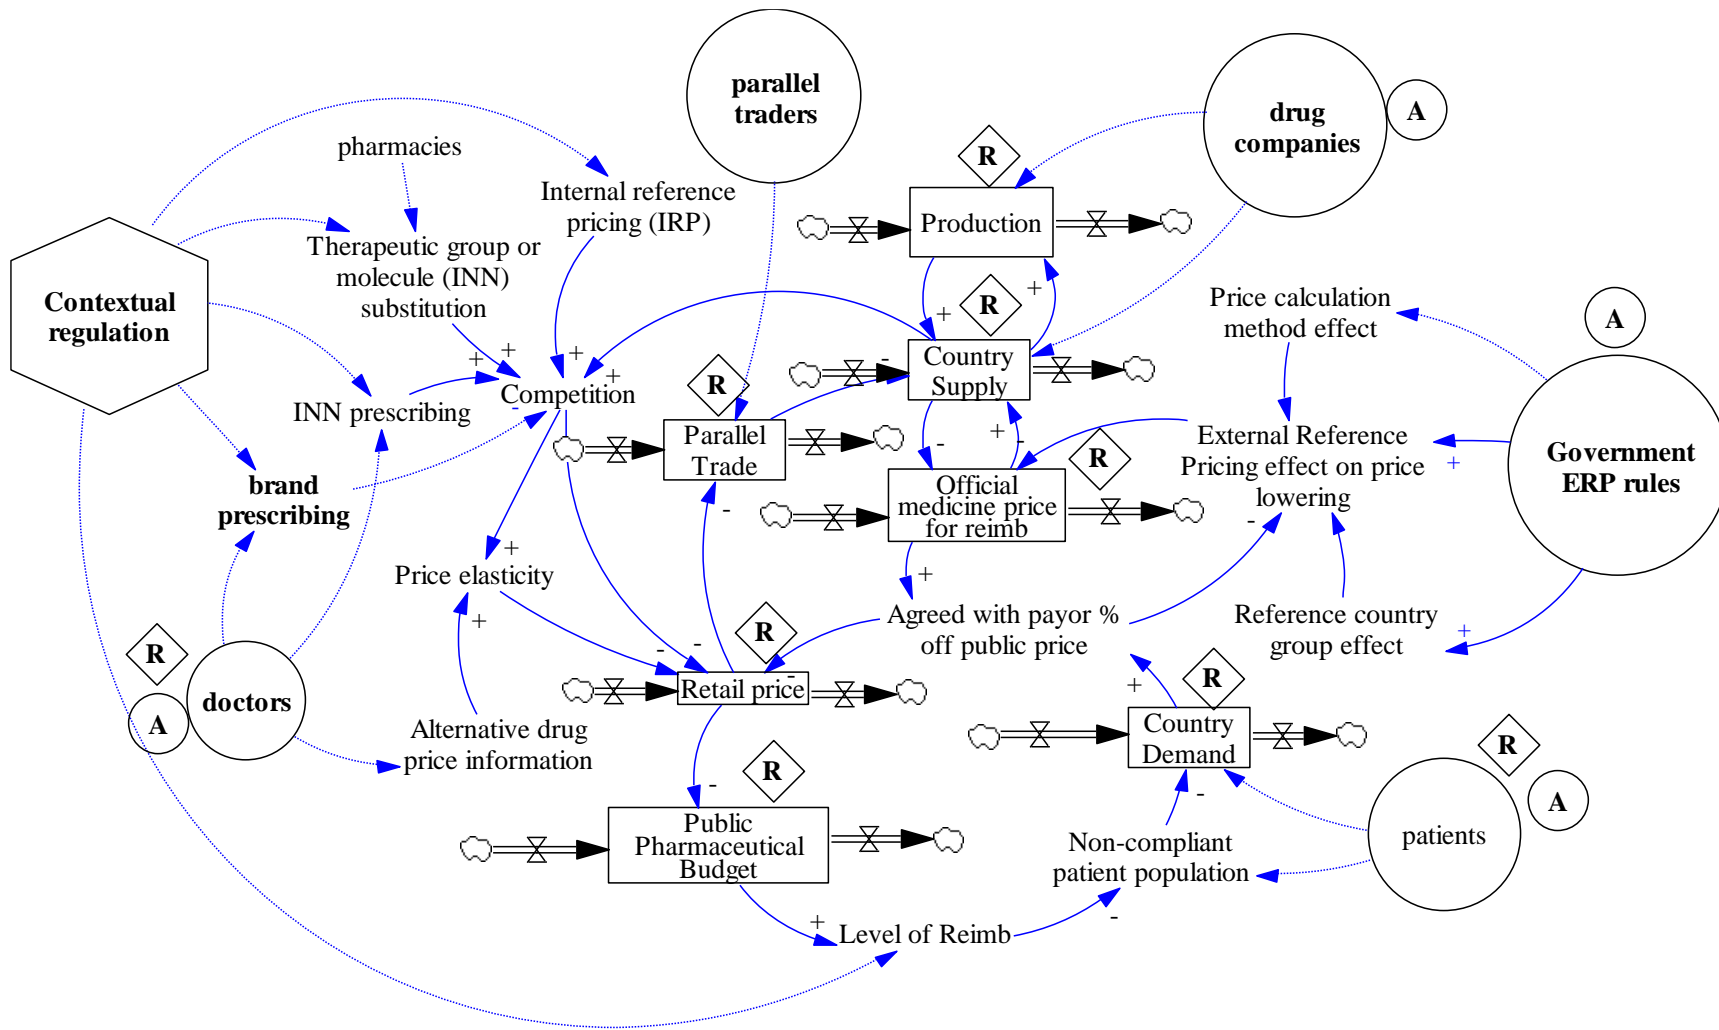 parallel
traders
drug
companies
A
R
pharmacies
Internal reference
pricing (IRP)
Production
Therapeutic group or
molecule (INN)
substitution
Contextual
regulation
R
+
+
Price calculation
method effect
A
+
+
+
-
Country
Supply
+
R
Competition
-
INN prescribing
Parallel
Trade
-
+
-
R
External Reference
Pricing effect on price
lowering
+
Government
ERP rules
brand
prescribing
Official
medicine price
for reimb
-
-
+
Price elasticity
+
+
Agreed with payor %
off public price
Reference country
group effect
+
R
R
-
-
-
Retail price
+
R
doctors
A
Alternative drug
price information
Country
Demand
R
R
-
-
A
Public
Pharmaceutical
Budget
Non-compliant
patient population
patients
+
Level of Reimb
-